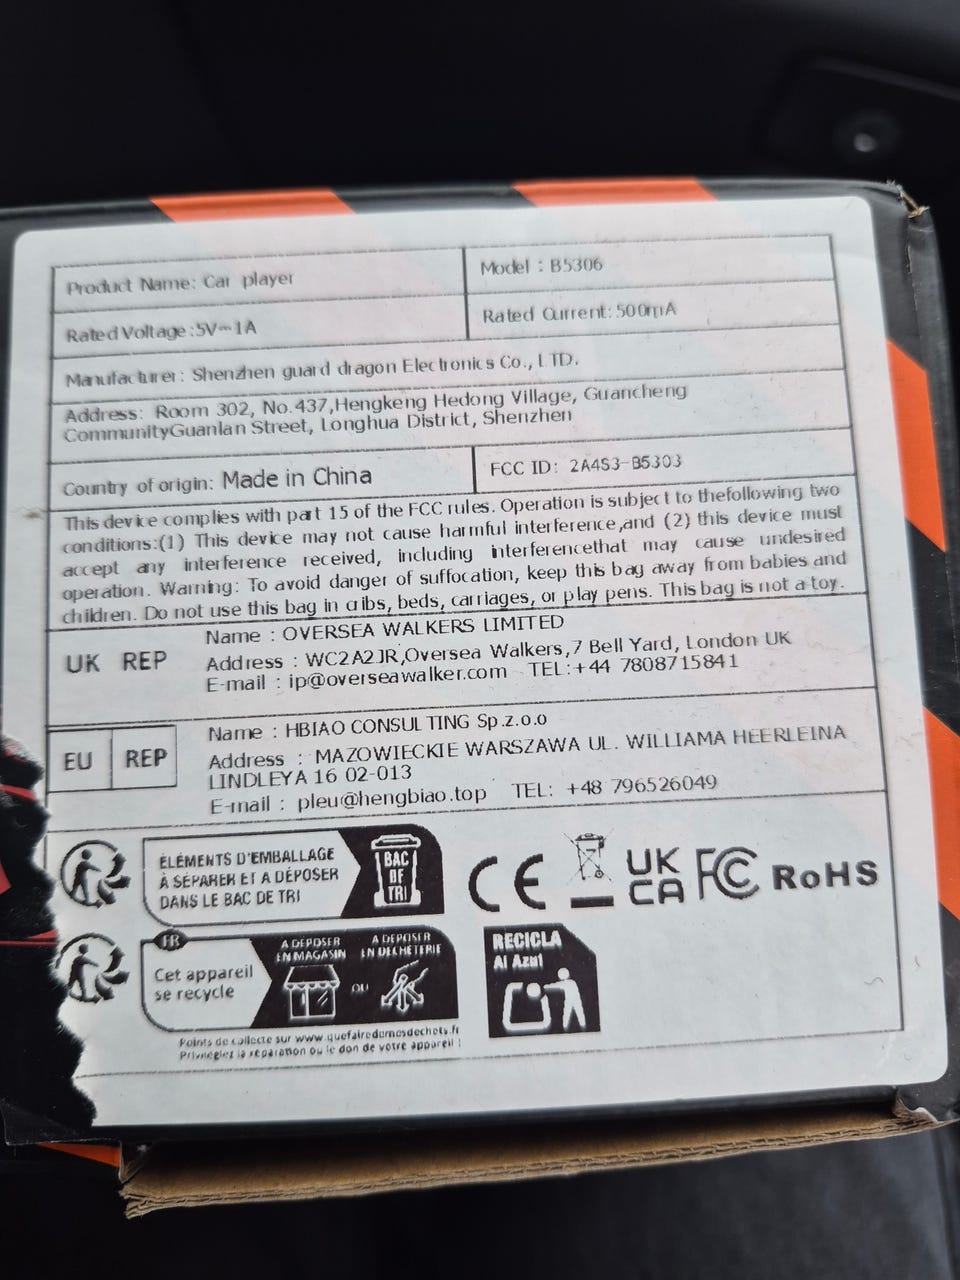 Product Name: Car player
Model : B5306
Rated Voltage:5V⎓1A
Rated Current:500mA
Manufacturer: Shenzhen guard dragon Electronics Co., LTD.
Address: Room 302, No.437,Hengkeng Hedong Village, Guancheng
CommunityGuanlan Street, Longhua District, Shenzhen
Country of origin: Made in China
FCC ID: 2A4S3-B5303
This device complies with part 15 of the FCC rules. Operation is subject to thefollowing two
conditions:(1) This device may not cause harmful interference,and (2) this device must
accept any interference received, including interferencethat may cause undesired
operation. Warning: To avoid danger of suffocation, keep this bag away from babies and
children. Do not use this bag in cribs, beds, carriages, or play pens. This bag is not a toy.
UK REP
Name : OVERSEA WALKERS LIMITED
Address : WC2A2JR,Oversea Walkers,7 Bell Yard, London UK
E-mail : ip@overseawalker.com TEL:+44 7808715841
EU REP
Name : HBIAO CONSULTING Sp.z.o.o
Address : MAZOWIECKIE WARSZAWA UL. WILLIAMA HEERLEINA
LINDLEYA 16 02-013
E-mail : pleu@hengbiao.top TEL: +48 796526049
ÉLÉMENTS D'EMBALLAGE
À SÉPARER ET A DÉPOSER
DANS LE BAC DE TRI
BAC
DE
TRI
CE
UK
CA
FC
RoHS
FR
Cet appareil
se recycle
A DÉPOSER
EN MAGASIN
OU
A DÉPOSER
EN DÉCHÈTERIE
Points de collecte sur www.quefairedemesdechets.fr
Privilégiez la réparation ou le don de votre appareil !
RECICLA
Al Azul